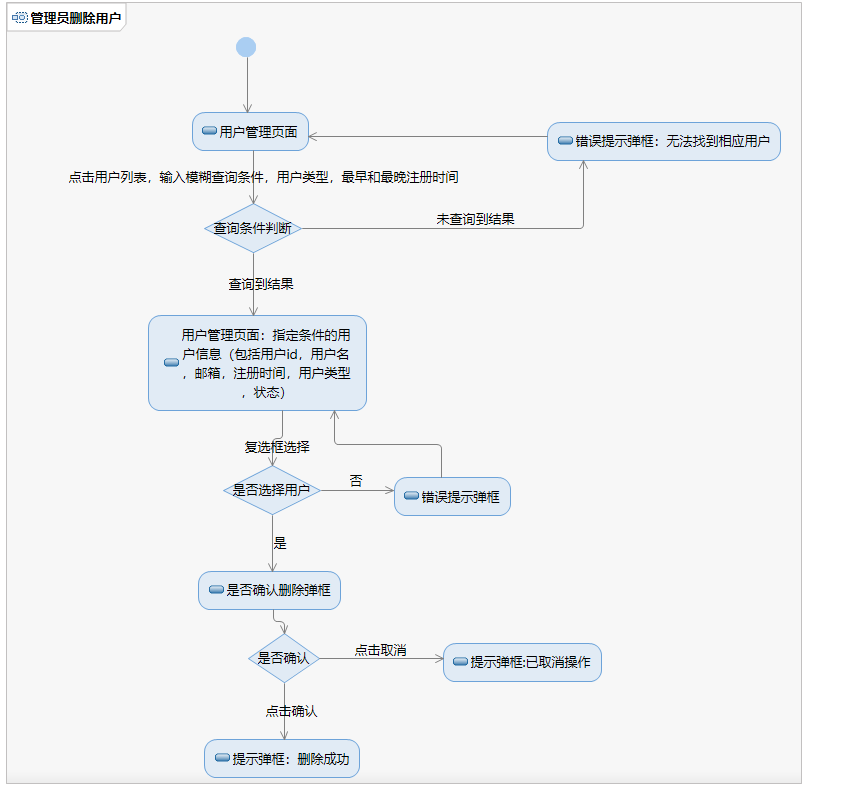 管理员删除用户
用户管理页面
错误提示弹框：无法找到相应用户
点击用户列表，输入模糊查询条件，用户类型，最早和最晚注册时间
未查询到结果
查询条件判断
查询到结果
用户管理页面：指定条件的用
户信息（包括用户id，用户名
，邮箱，注册时间，用户类型
，状态）
复选框选择
是否选择用户
否
错误提示弹框
是
是否确认删除弹框
是否确认
点击取消
提示弹框:已取消操作
点击确认
提示弹框：删除成功